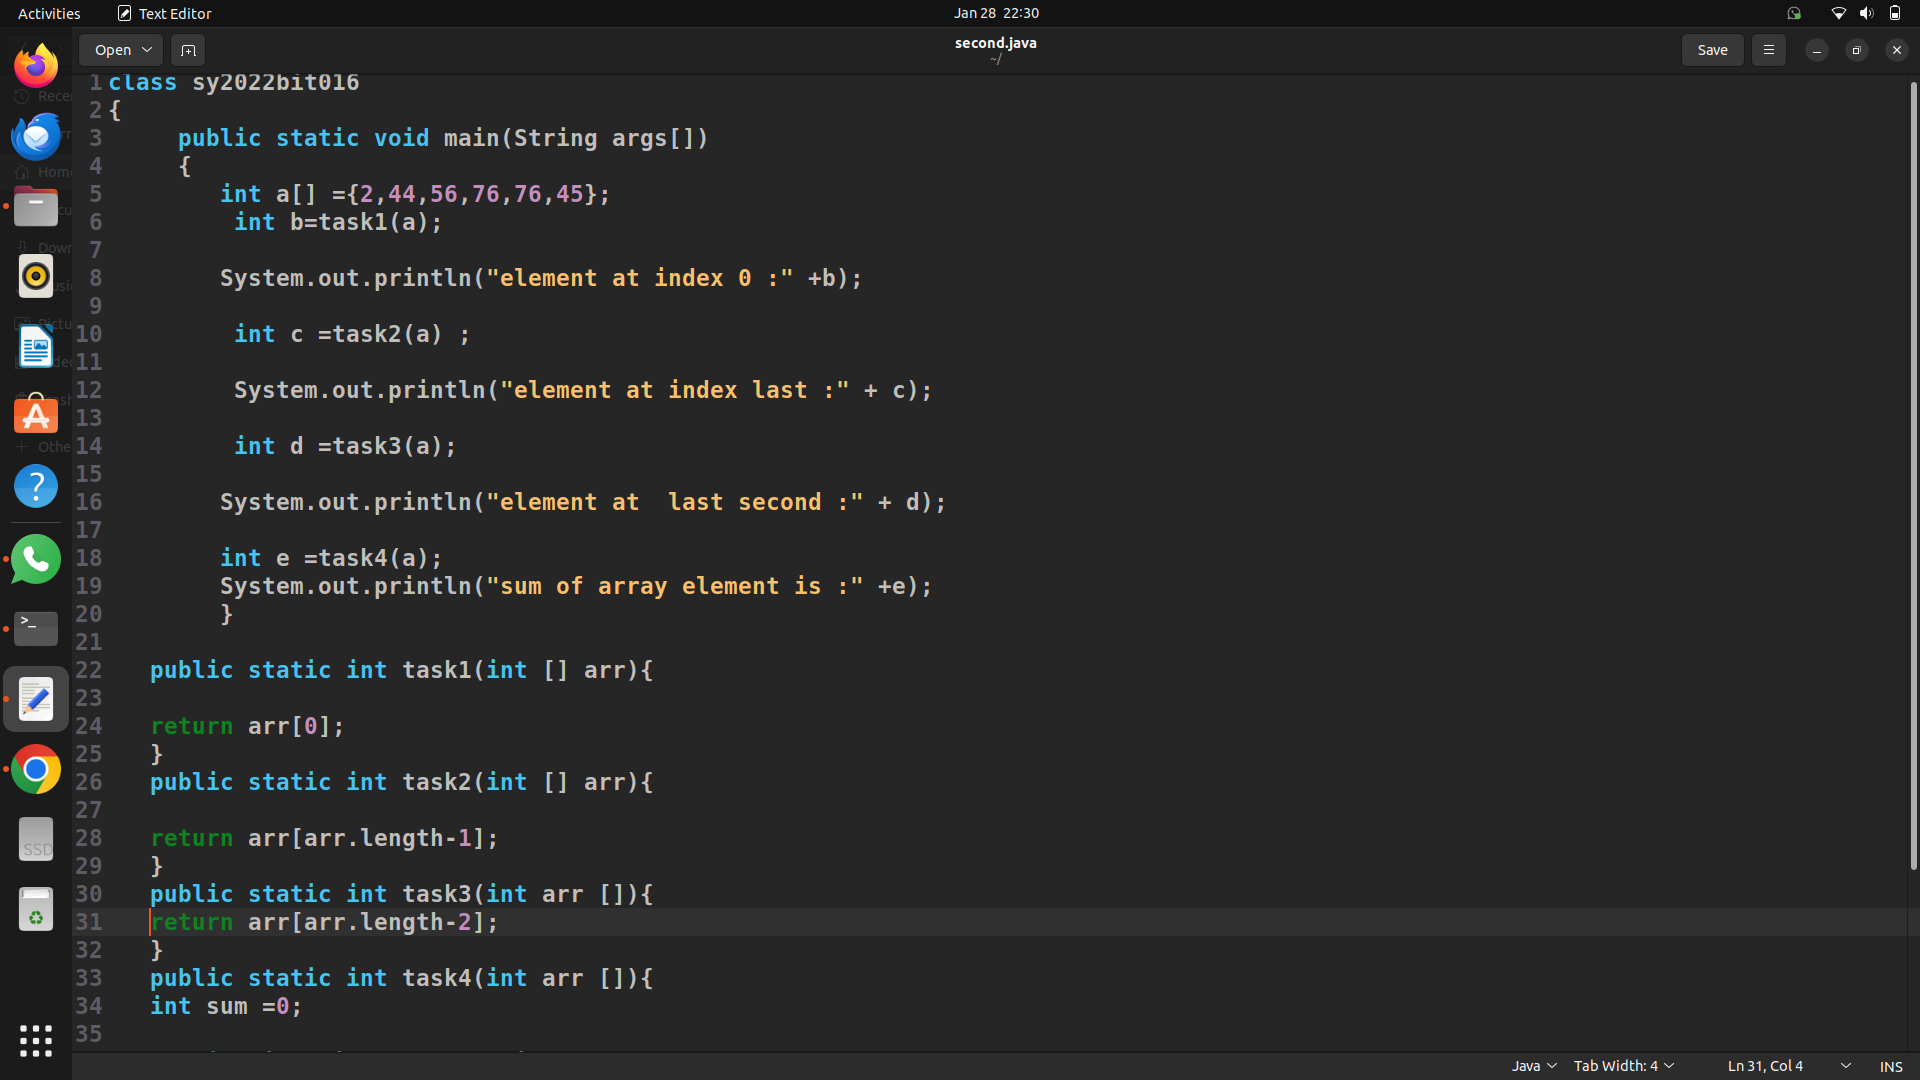 Activities Text Editor Jan 28 22:30
Open second.java Save
~/
1 class sy2022bit016
2 {
3 public static void main(String args[])
4 {
5 int a[] ={2,44,56,76,76,45};
6 int b=task1(a);
7
8 System.out.println("element at index 0 :" +b);
9
10 int c =task2(a) ;
11
12 System.out.println("element at index last :" + c);
13
14 int d =task3(a);
15
16 System.out.println("element at  last second :" + d);
17
18 int e =task4(a);
19 System.out.println("sum of array element is :" +e);
20 }
21
22 public static int task1(int [] arr){
23
24 return arr[0];
25 }
26 public static int task2(int [] arr){
27
28 return arr[arr.length-1];
29 }
30 public static int task3(int arr []){
31 return arr[arr.length-2];
32 }
33 public static int task4(int arr []){
34 int sum =0;
35
SSD
Java Tab Width: 4 Ln 31, Col 4 INS